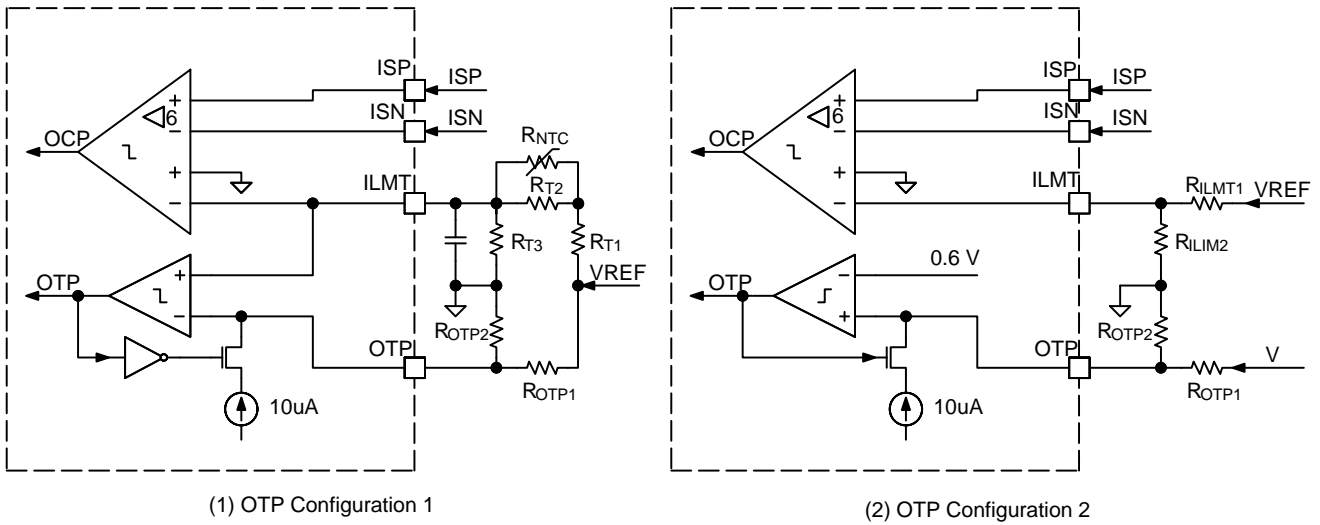 ISP
ISP
ISN
ISN
6
OCP
+
−
+
−
RNTC
ILMT
RT2
RT3
RT1
VREF
OTP
+
−
ROTP2
OTP
ROTP1
10uA
(1) OTP Configuration 1
ISP
ISP
ISN
ISN
6
OCP
+
−
+
−
ILMT
RILMT1
VREF
RILIM2
0.6 V
OTP
−
+
ROTP2
OTP
V
ROTP1
10uA
(2) OTP Configuration 2